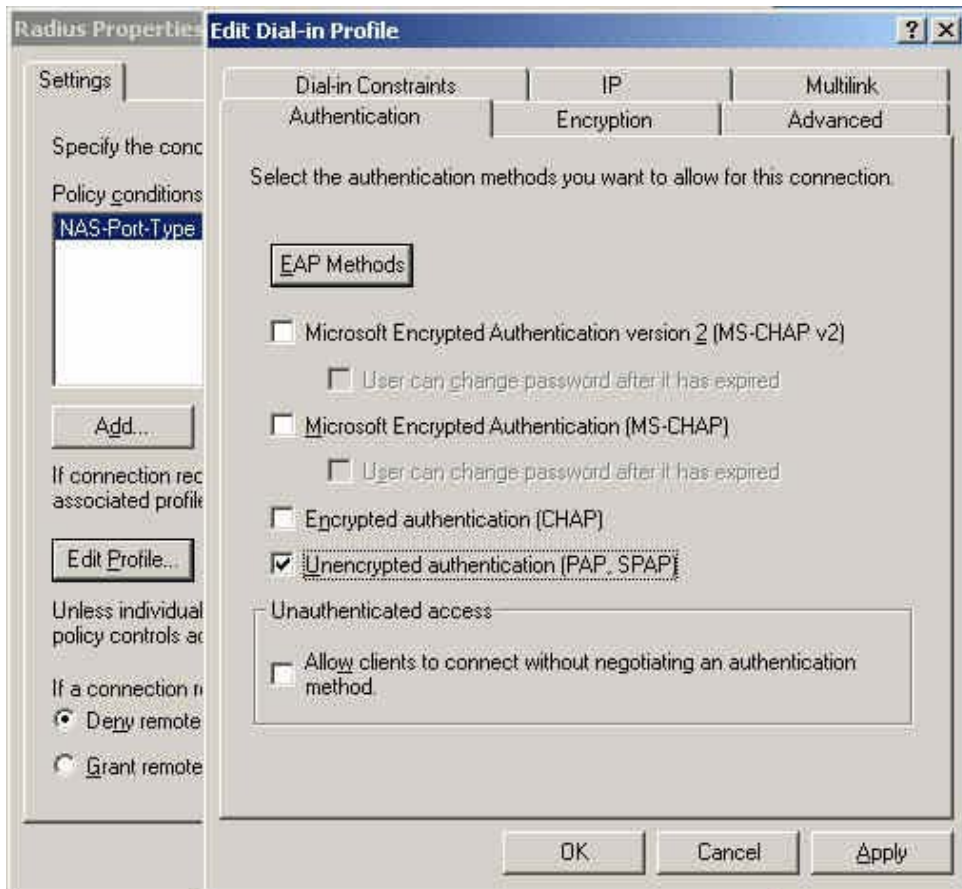 Radius Properties
Settings
Specify the conc
Policy conditions
NAS-Port-Type
Add...
If connection rec
associated profile
Edit Profile...
Unless individual
policy controls ac
If a connection r
Deny remote
Grant remote
Edit Dial-in Profile
Dial-in Constraints
IP
Multilink
Authentication
Encryption
Advanced
Select the authentication methods you want to allow for this connection.
EAP Methods
Microsoft Encrypted Authentication version 2 (MS-CHAP v2)
User can change password after it has expired
Microsoft Encrypted Authentication (MS-CHAP)
User can change password after it has expired
Encrypted authentication (CHAP)
Unencrypted authentication (PAP, SPAP)
Unauthenticated access
Allow clients to connect without negotiating an authentication
method.
OK
Cancel
Apply